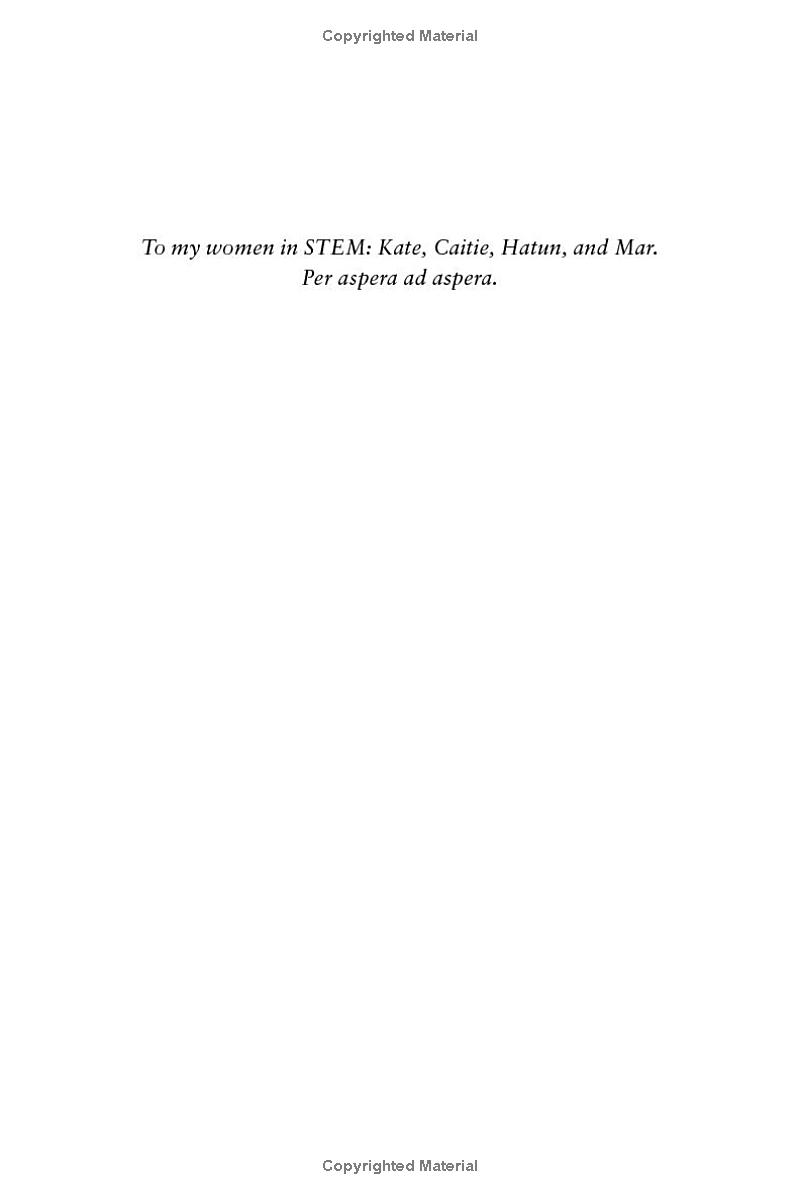 Copyrighted Material
To my women in STEM: Kate, Caitie, Hatun, and Mar.
Per aspera ad aspera.
Copyrighted Material